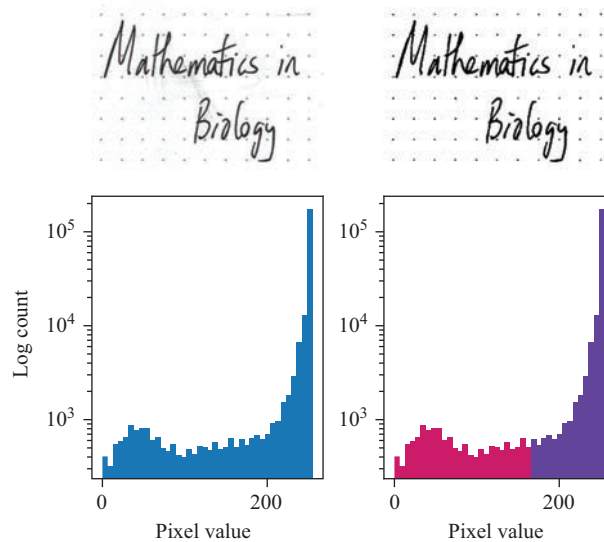 Mathematics in
Biology
Mathematics in
Biology
10^5
10^4
10^3
Log count
0
200
Pixel value
10^5
10^4
10^3
0
200
Pixel value